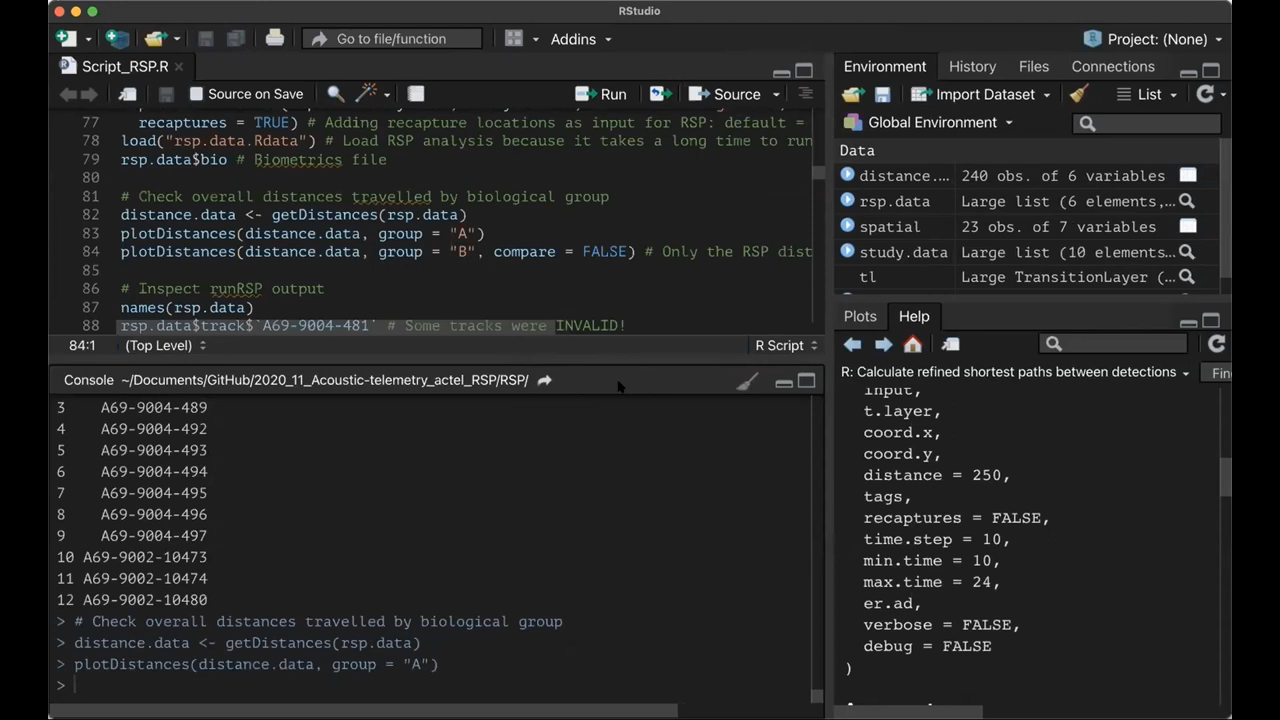 RStudio
Go to file/function
Addins
Project: (None)
Script_RSP.R
Source on Save
Run
Source
77 recaptures = TRUE) # Adding recapture locations as input for RSP: default =
78 load("rsp.data.Rdata") # Load RSP analysis because it takes a long time to run
79 rsp.data$bio # Biometrics file
80
81 # Check overall distances travelled by biological group
82 distance.data <- getDistances(rsp.data)
83 plotDistances(distance.data, group = "A")
84 plotDistances(distance.data, group = "B", compare = FALSE) # Only the RSP dist
85
86 # Inspect runRSP output
87 names(rsp.data)
88 rsp.data$track$`A69-9004-481` # Some tracks were INVALID!
84:1 (Top Level) R Script
Console ~/Documents/GitHub/2020_11_Acoustic-telemetry_actel_RSP/RSP/
3 A69-9004-489
4 A69-9004-492
5 A69-9004-493
6 A69-9004-494
7 A69-9004-495
8 A69-9004-496
9 A69-9004-497
10 A69-9002-10473
11 A69-9002-10474
12 A69-9002-10480
> # Check overall distances travelled by biological group
> distance.data <- getDistances(rsp.data)
> plotDistances(distance.data, group = "A")
>
Environment History Files Connections
Import Dataset List
Global Environment
Data
distance.… 240 obs. of 6 variables
rsp.data Large list (6 elements,…
spatial 23 obs. of 7 variables
study.data Large list (10 elements…
tl Large TransitionLayer (…
Plots Help
R: Calculate refined shortest paths between detections Fin
input,
t.layer,
coord.x,
coord.y,
distance = 250,
tags,
recaptures = FALSE,
time.step = 10,
min.time = 10,
max.time = 24,
er.ad,
verbose = FALSE,
debug = FALSE
)